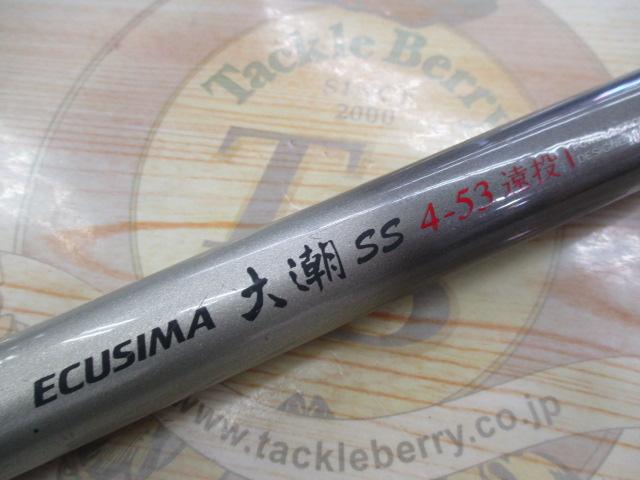 Tackle Berry
SINCE
2000
T
ECUSIMA 大潮 SS 4-53 遠投 I
www.tackleberry.co.jp